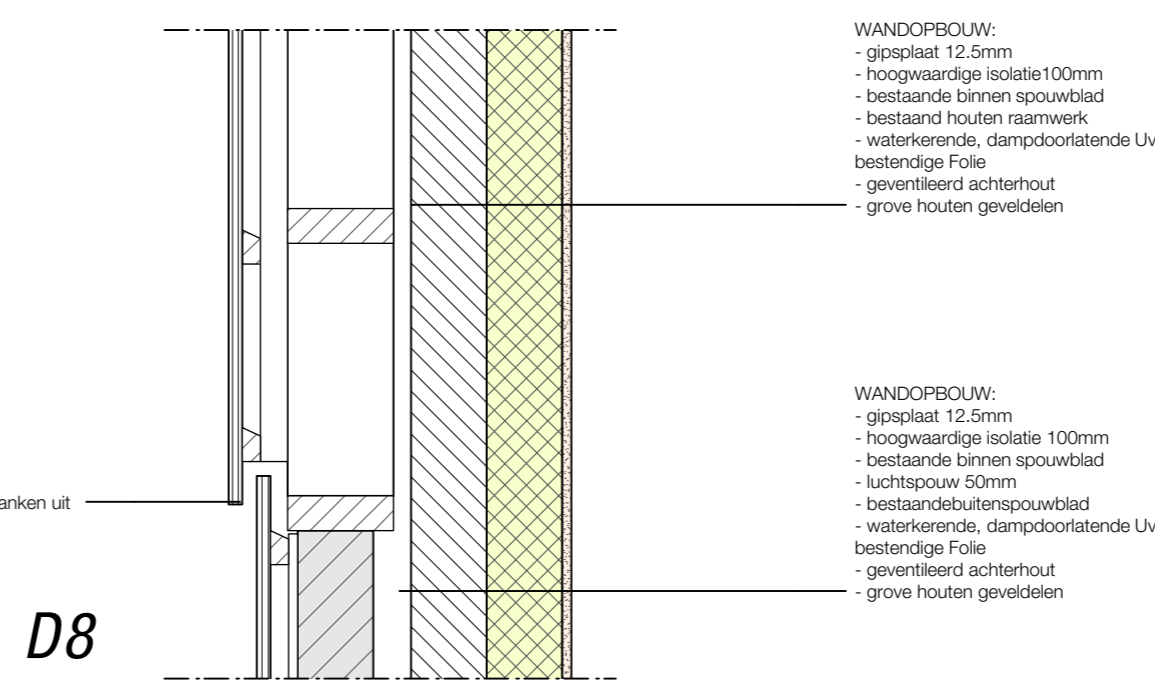 WANDOPBOUW:
- gipsplaat 12.5mm
- hoogwaardige isolatie100mm
- bestaande binnen spouwblad
- bestaand houten raamwerk
- waterkerende, dampdoorlatende Uv
bestendige Folie
- geventileerd achterhout
- grove houten geveldelen
WANDOPBOUW:
- gipsplaat 12.5mm
- hoogwaardige isolatie 100mm
- bestaande binnen spouwblad
- luchtspouw 50mm
- bestaandebuitenspouwblad
- waterkerende, dampdoorlatende Uv
bestendige Folie
- geventileerd achterhout
- grove houten geveldelen
anken uit
D8